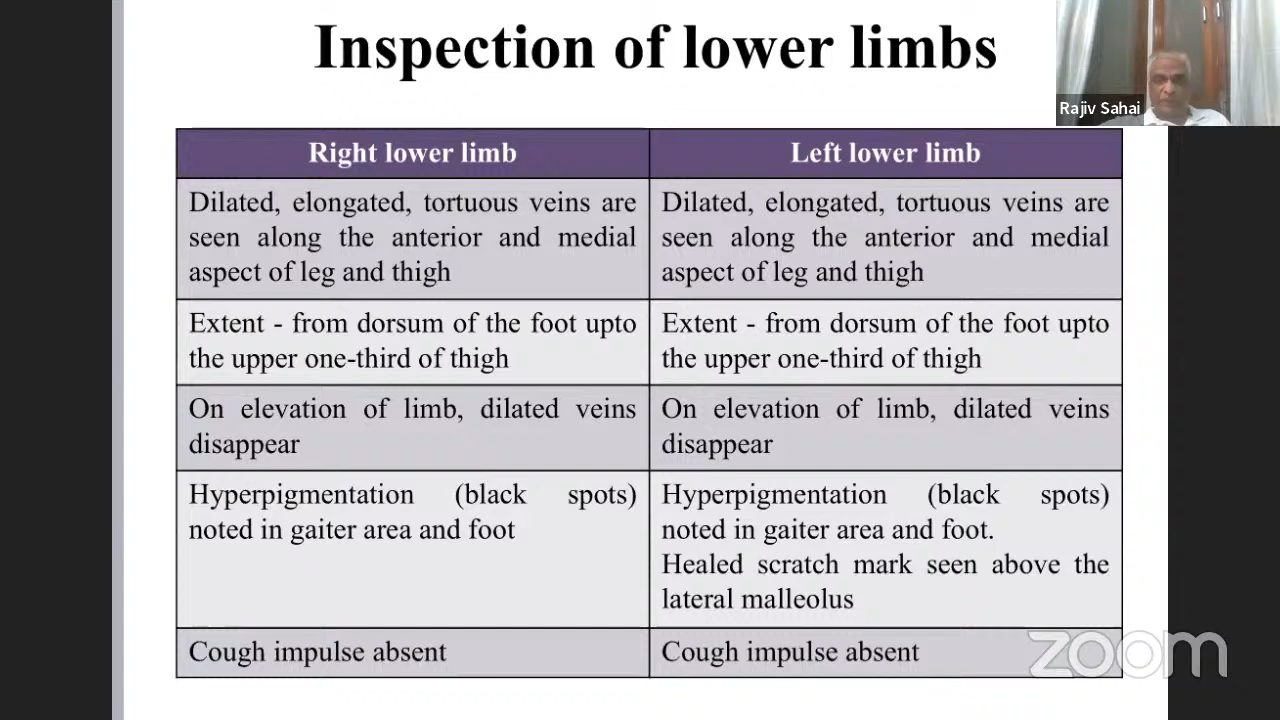 Inspection of lower limbs
Rajiv Sahai
Right lower limb
Left lower limb
Dilated, elongated, tortuous veins are
seen along the anterior and medial
aspect of leg and thigh
Dilated, elongated, tortuous veins are
seen along the anterior and medial
aspect of leg and thigh
Extent - from dorsum of the foot upto
the upper one-third of thigh
Extent - from dorsum of the foot upto
the upper one-third of thigh
On elevation of limb, dilated veins
disappear
On elevation of limb, dilated veins
disappear
Hyperpigmentation (black spots)
noted in gaiter area and foot
Hyperpigmentation (black spots)
noted in gaiter area and foot.
Healed scratch mark seen above the
lateral malleolus
Cough impulse absent
Cough impulse absent
zoom